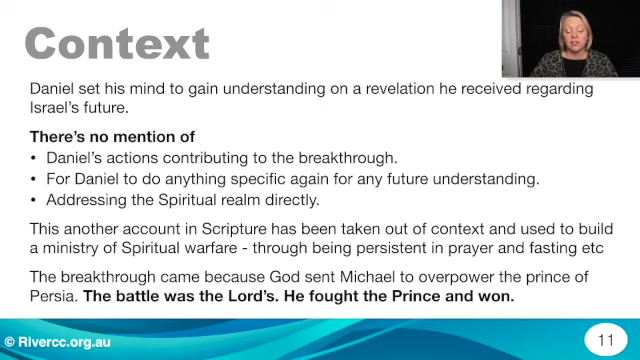 Context
Daniel set his mind to gain understanding on a revelation he received regarding
Israel's future.
There's no mention of
• Daniel's actions contributing to the breakthrough.
• For Daniel to do anything specific again for any future understanding.
• Addressing the Spiritual realm directly.
This another account in Scripture has been taken out of context and used to build
a ministry of Spiritual warfare - through being persistent in prayer and fasting etc
The breakthrough came because God sent Michael to overpower the prince of
Persia. The battle was the Lord's. He fought the Prince and won.
© Rivercc.org.au
11